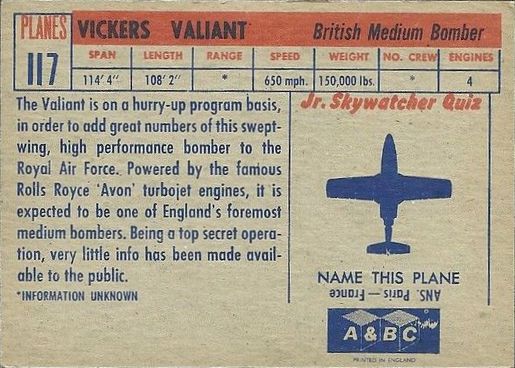 PLANES
117
VICKERS VALIANT British Medium Bomber
SPAN LENGTH RANGE SPEED WEIGHT NO. CREW ENGINES
114' 4" 108' 2" * 650 mph. 150,000 lbs. * 4
The Valiant is on a hurry-up program basis,
in order to add great numbers of this swept-
wing, high performance bomber to the
Royal Air Force. Powered by the famous
Rolls Royce 'Avon' turbojet engines, it is
expected to be one of England's foremost
medium bombers. Being a top secret opera-
tion, very little info has been made avail-
able to the public.
*INFORMATION UNKNOWN
Jr. Skywatcher Quiz
NAME THIS PLANE
ANS. Paris — France
A&BC
PRINTED IN ENGLAND